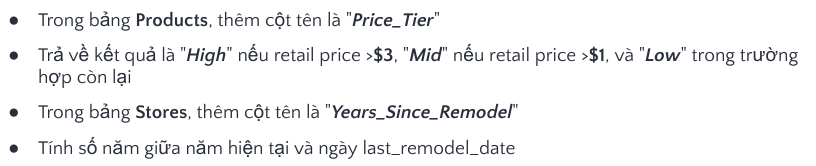 ● Trong bảng Products, thêm cột tên là "Price_Tier"
● Trả về kết quả là "High" nếu retail price >$3, "Mid" nếu retail price >$1, và "Low" trong trường
hợp còn lại
● Trong bảng Stores, thêm cột tên là "Years_Since_Remodel"
● Tính số năm giữa năm hiện tại và ngày last_remodel_date